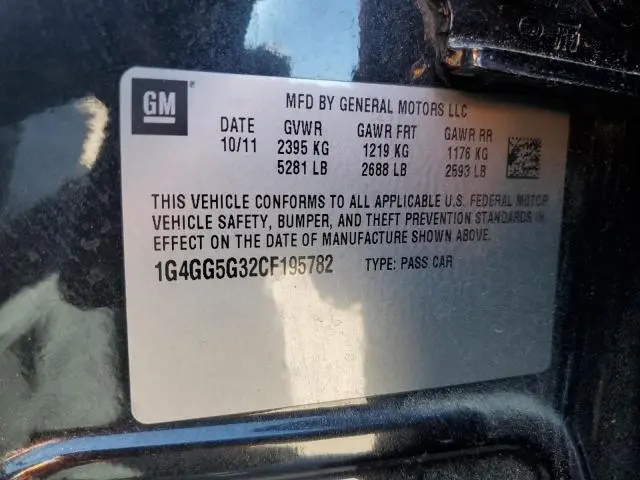 GM
MFD BY GENERAL MOTORS LLC
DATE GVWR GAWR FRT GAWR RR
10/11 2395 KG 1219 KG 1176 KG
5281 LB 2688 LB 2593 LB
THIS VEHICLE CONFORMS TO ALL APPLICABLE U.S. FEDERAL MOTOR
VEHICLE SAFETY, BUMPER, AND THEFT PREVENTION STANDARDS IN
EFFECT ON THE DATE OF MANUFACTURE SHOWN ABOVE.
1G4GG5G32CF195782 TYPE: PASS CAR